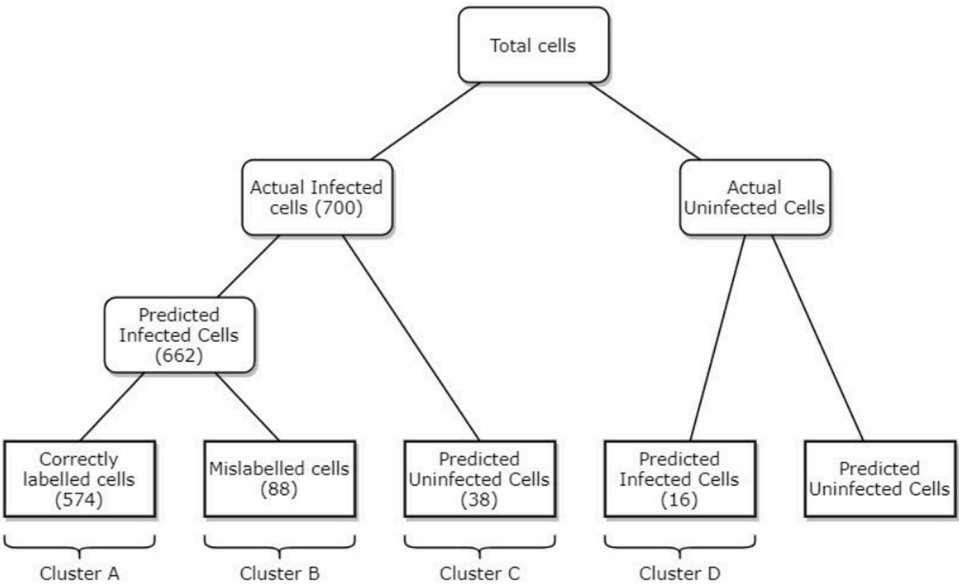 Total cells
Actual Infected
cells (700)
Actual
Uninfected Cells
Predicted
Infected Cells
(662)
Correctly
labelled cells
(574)
Mislabelled cells
(88)
Predicted
Uninfected Cells
(38)
Predicted
Infected Cells
(16)
Predicted
Uninfected Cells
Cluster A
Cluster B
Cluster C
Cluster D